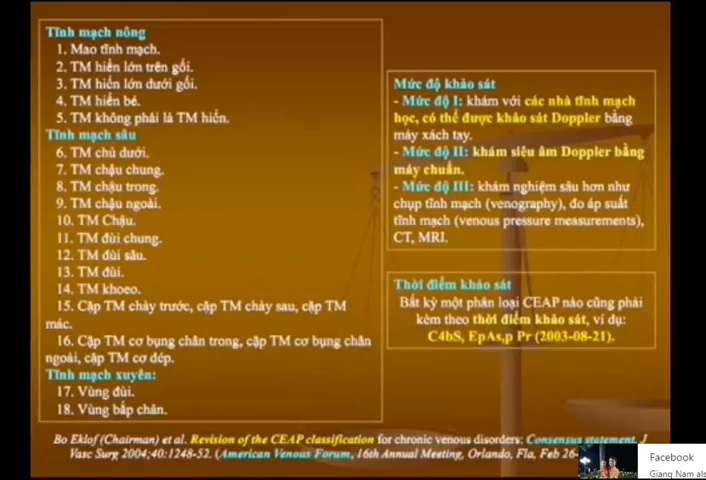 Tĩnh mạch nông
1. Mao tĩnh mạch.
2. TM hiển lớn trên gối.
3. TM hiển lớn dưới gối.
4. TM hiển bé.
5. TM không phải là TM hiển.
Tĩnh mạch sâu
6. TM chủ dưới.
7. TM chậu chung.
8. TM chậu trong.
9. TM chậu ngoài.
10. TM Chậu.
11. TM đùi chung.
12. TM đùi sâu.
13. TM đùi.
14. TM khoeo.
15. Cặp TM chày trước, cặp TM chày sau, cặp TM
mác.
16. Cặp TM cơ bụng chân trong, cặp TM cơ bụng chân
ngoài, cặp TM cơ dép.
Tĩnh mạch xuyên:
17. Vùng đùi.
18. Vùng bắp chân.
Mức độ khảo sát
- Mức độ I: khám với các nhà tĩnh mạch
học, có thể được khảo sát Doppler bằng
máy xách tay.
- Mức độ II: khám siêu âm Doppler bằng
máy chuẩn.
- Mức độ III: khám nghiệm sâu hơn như
chụp tĩnh mạch (venography), đo áp suất
tĩnh mạch (venous pressure measurements),
CT, MRI.
Thời điểm khảo sát
Bất kỳ một phân loại CEAP nào cũng phải
kèm theo thời điểm khảo sát, ví dụ:
C4bS, EpAs,p Pr (2003-08-21).
Bo Eklof (Chairman) et al. Revision of the CEAP classification for chronic venous disorders: Consensus statement. J
Vasc Surg 2004;40:1248-52. (American Venous Forum, 16th Annual Meeting, Orlando, Fla, Feb 26-
Facebook
Giang Nam als